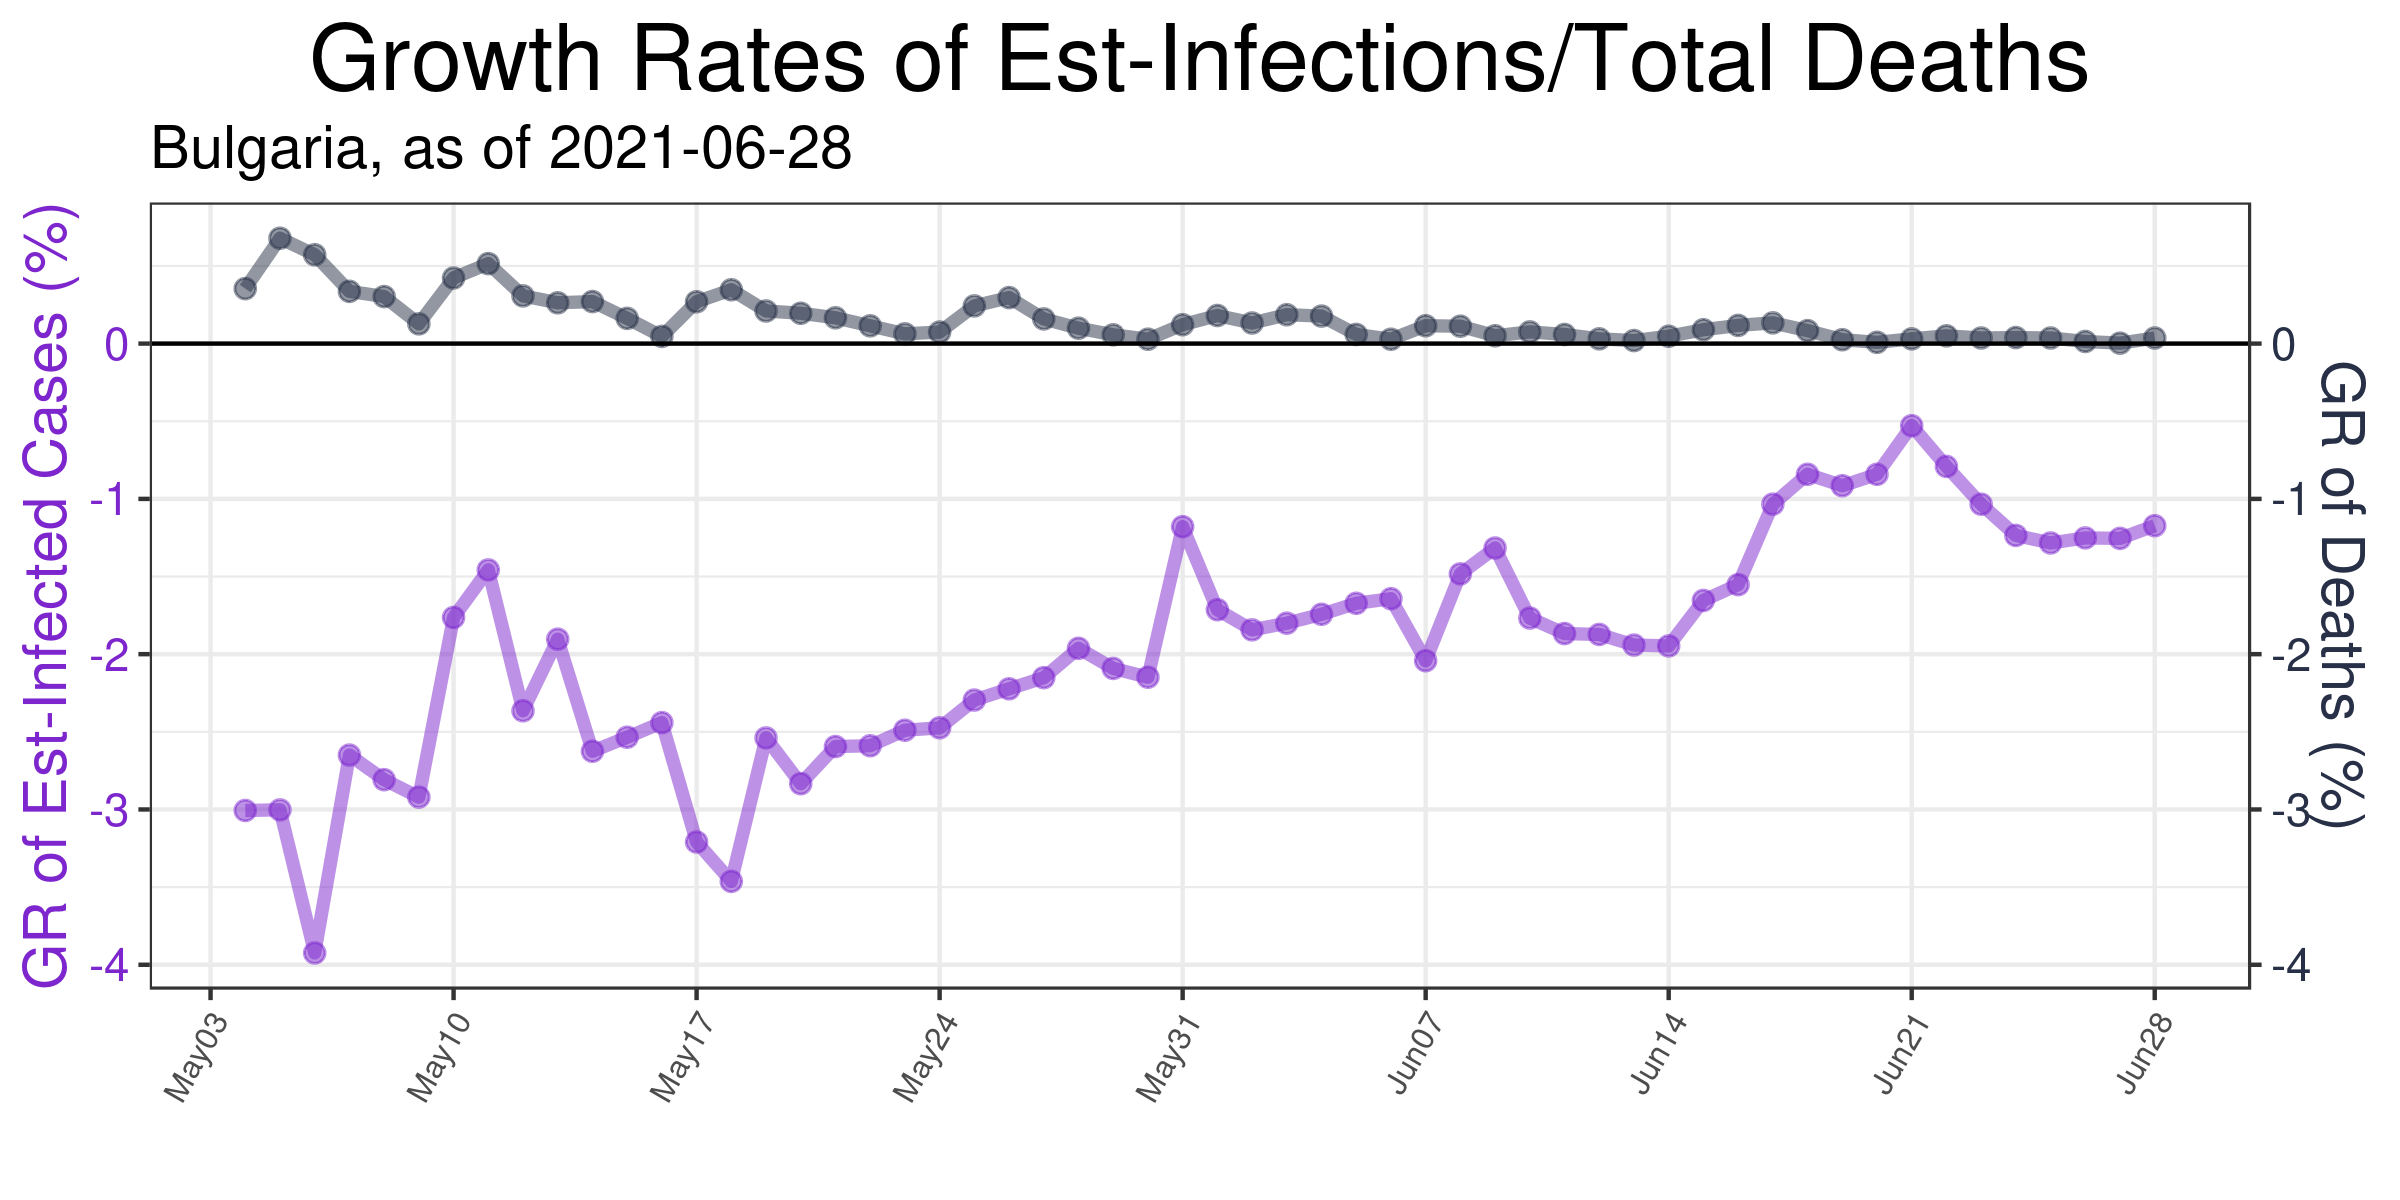 Growth Rates of Est-Infections/Total Deaths
Bulgaria, as of 2021-06-28
GR of Est-Infected Cases (%)
0
-1
-2
-3
-4
0
-1
-2
-3
-4
GR of Deaths (%)
May03
May10
May17
May24
May31
Jun07
Jun14
Jun21
Jun28